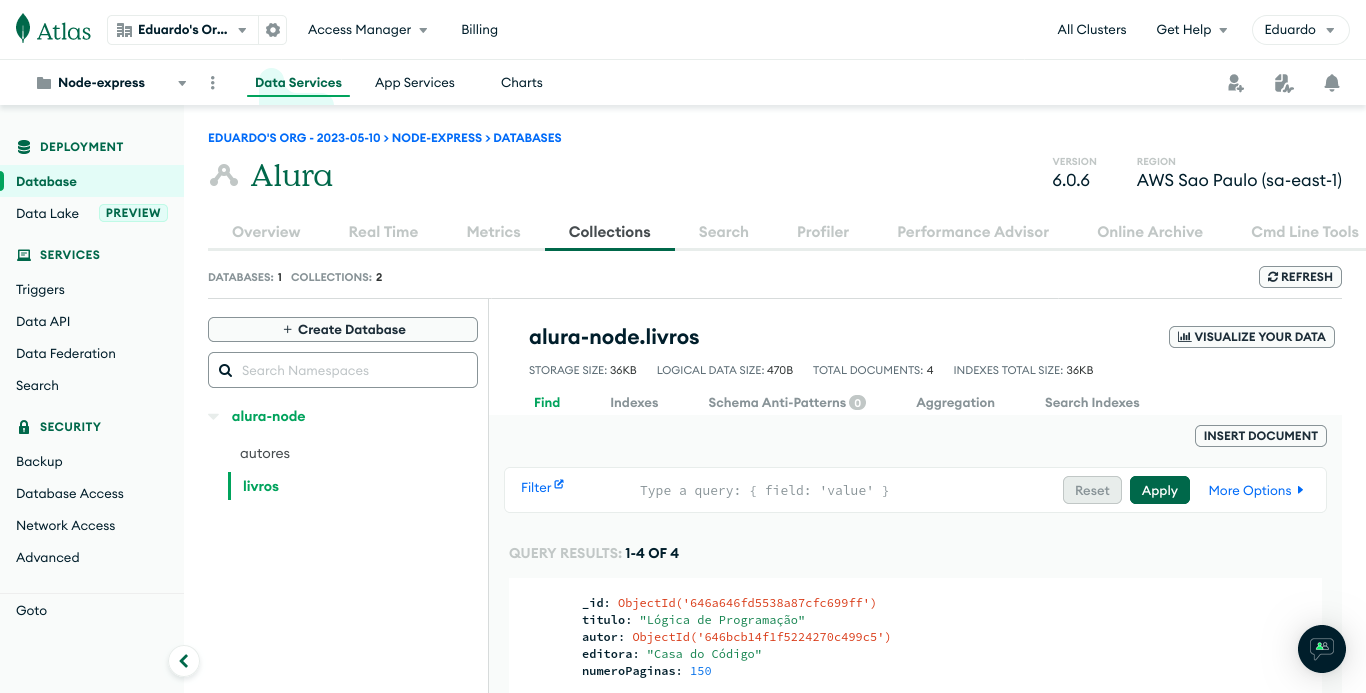 Atlas
Eduardo's Or...
Access Manager
Billing
All Clusters
Get Help
Eduardo
Node-express
Data Services
App Services
Charts
DEPLOYMENT
Database
Data Lake PREVIEW
SERVICES
Triggers
Data API
Data Federation
Search
SECURITY
Backup
Database Access
Network Access
Advanced
Goto
EDUARDO'S ORG - 2023-05-10 > NODE-EXPRESS > DATABASES
Alura
VERSION
6.0.6
REGION
AWS Sao Paulo (sa-east-1)
Overview
Real Time
Metrics
Collections
Search
Profiler
Performance Advisor
Online Archive
Cmd Line Tools
DATABASES: 1 COLLECTIONS: 2
REFRESH
+ Create Database
Search Namespaces
alura-node
autores
livros
alura-node.livros
VISUALIZE YOUR DATA
STORAGE SIZE: 36KB LOGICAL DATA SIZE: 470B TOTAL DOCUMENTS: 4 INDEXES TOTAL SIZE: 36KB
Find
Indexes
Schema Anti-Patterns 0
Aggregation
Search Indexes
INSERT DOCUMENT
Filter
Type a query: { field: 'value' }
Reset
Apply
More Options
QUERY RESULTS: 1-4 OF 4
_id: ObjectId('646a646fd5538a87cfc699ff')
titulo: "Lógica de Programação"
autor: ObjectId('646bcb14f1f5224270c499c5')
editora: "Casa do Código"
numeroPaginas: 150